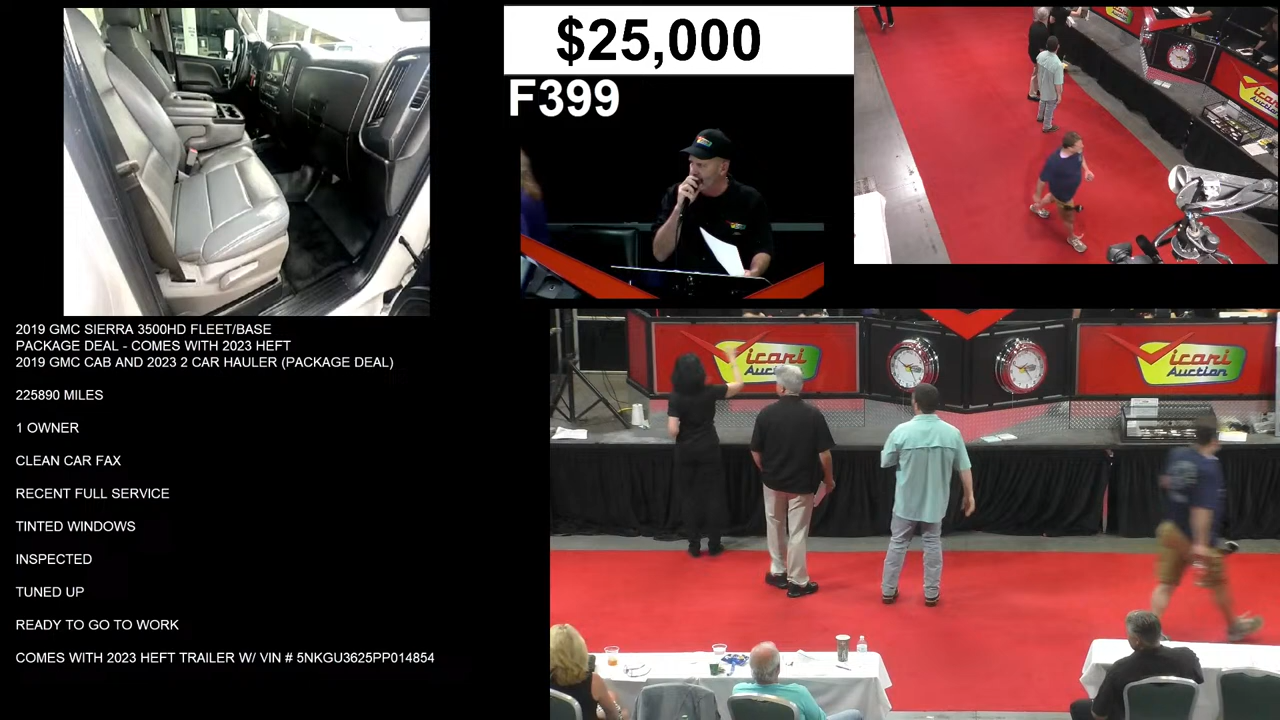 $25,000
F399
2019 GMC SIERRA 3500HD FLEET/BASE
PACKAGE DEAL - COMES WITH 2023 HEFT
2019 GMC CAB AND 2023 2 CAR HAULER (PACKAGE DEAL)
225890 MILES
1 OWNER
CLEAN CAR FAX
RECENT FULL SERVICE
TINTED WINDOWS
INSPECTED
TUNED UP
READY TO GO TO WORK
COMES WITH 2023 HEFT TRAILER W/ VIN # 5NKGU3625PP014854
Vicari
Auction
Vicari
Auction
Vicari
Auction